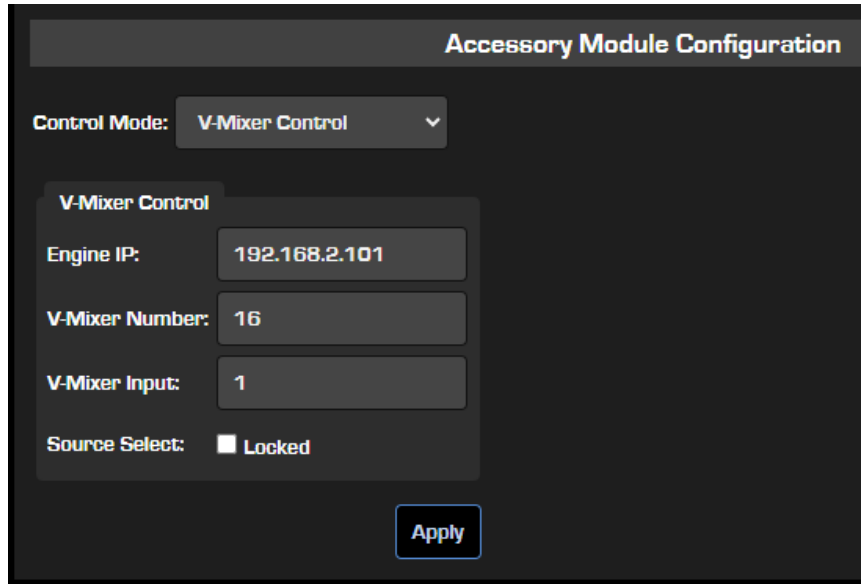 Accessory Module Configuration
Control Mode: V-Mixer Control
V-Mixer Control
Engine IP: 192.168.2.101
V-Mixer Number: 16
V-Mixer Input: 1
Source Select: Locked
Apply